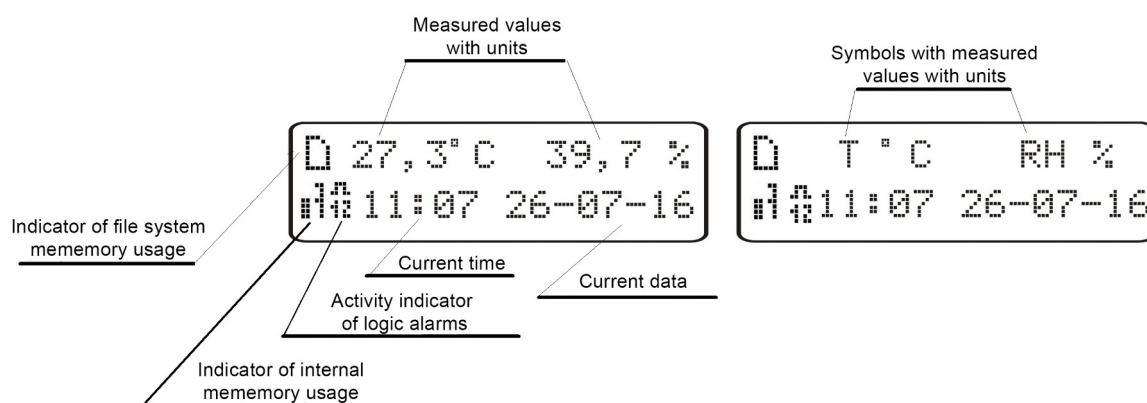 Measured values
with units
Symbols with measured
values with units
27,3°C 39,7 %
11:07 26-07-16
T °C RH %
11:07 26-07-16
Indicator of file system
mememory usage
Current time
Current data
Activity indicator
of logic alarms
Indicator of internal
mememory usage